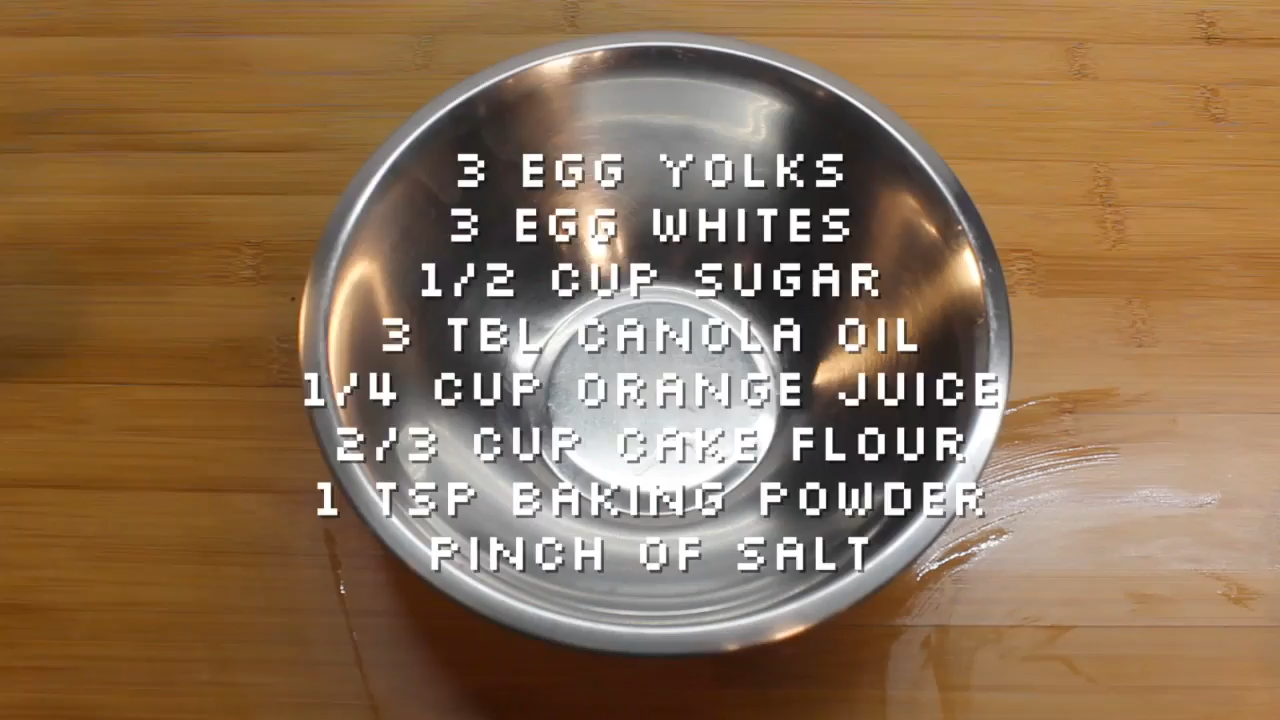 3 EGG YOLKS
3 EGG WHITES
1/2 CUP SUGAR
3 TBL CANOLA OIL
1/4 CUP ORANGE JUICE
2/3 CUP CAKE FLOUR
1 TSP BAKING POWDER
PINCH OF SALT